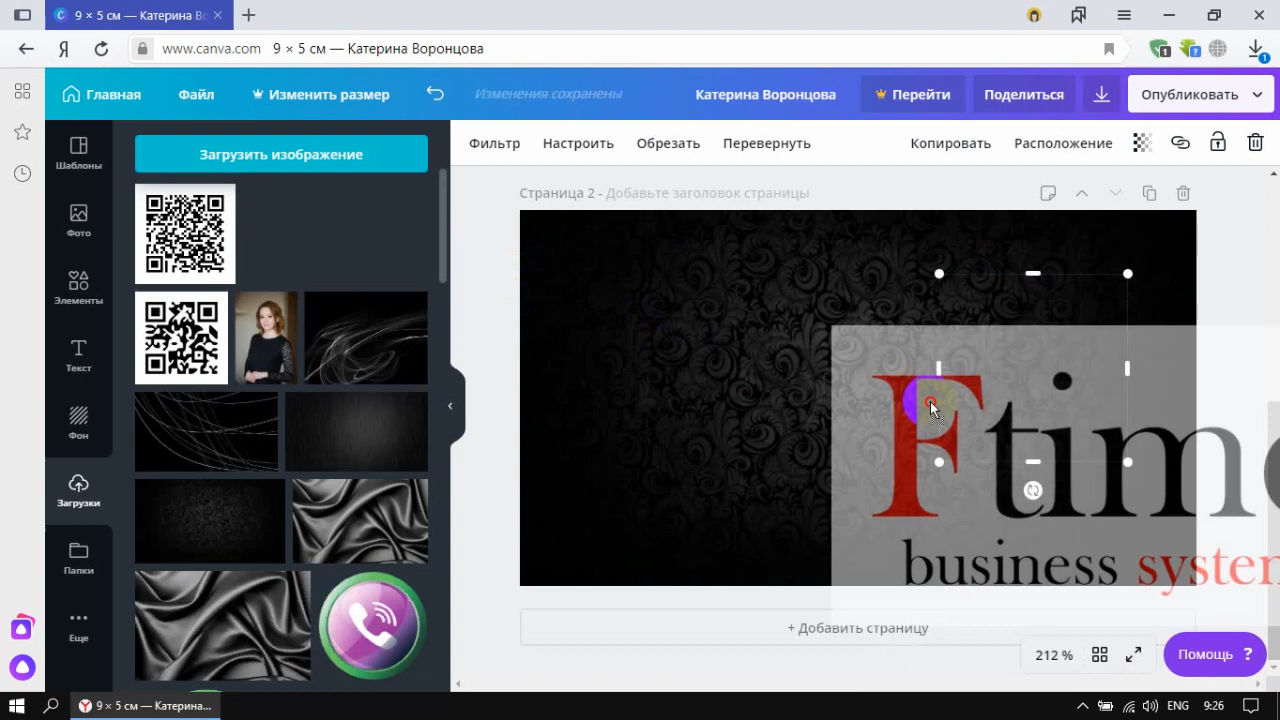 9 × 5 см — Катерина Во
www.canva.com 9 × 5 см — Катерина Воронцова
1
?
1
Главная
Файл
Изменить размер
Изменения сохранены
Катерина Воронцова
Перейти
Поделиться
Опубликовать
Шаблоны
Фото
Элементы
Текст
Фон
Загрузки
Папки
Еще
Загрузить изображение
Фильтр
Настроить
Обрезать
Перевернуть
Копировать
Расположение
Страница 2 - Добавьте заголовок страницы
Ftim
business system
+ Добавить страницу
212 %
Помощь ?
9 × 5 см — Катерина...
ENG
9:26